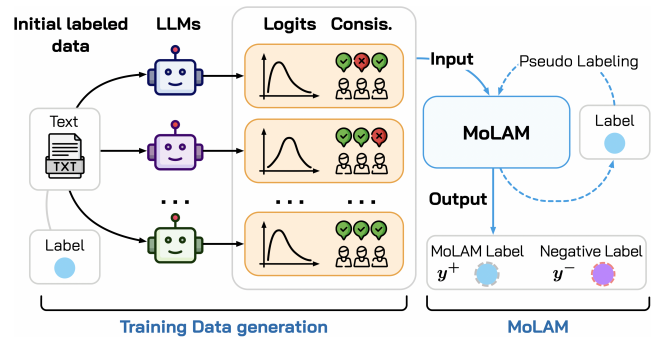 Initial labeled
data
LLMs
Logits
Consis.
Text
TXT
Label
...
...
...
Training Data generation
Input
Pseudo Labeling
MoLAM
Label
Output
MoLAM Label
y+
Negative Label
y−
MoLAM